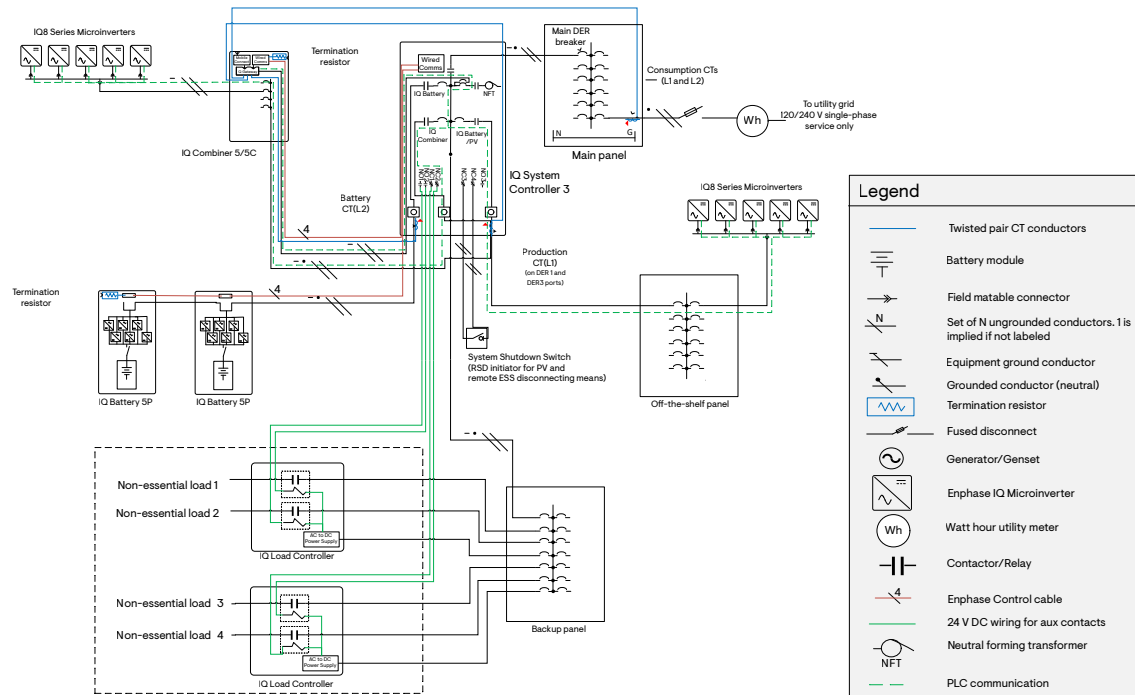 IQ8 Series Microinverters
Termination
resistor
Wired
Comms
IQ Combiner 5/5C
Wired
Comms
IQ Battery
NFT
IQ
Combiner
IQ Battery
/PV
NO1
NC1
NO2
NC2
NC3
IQ System
Controller 3
Main DER
breaker
N
G
Main panel
Consumption CTs
(L1 and L2)
Wh
To utility grid
120/240 V single-phase
service only
Battery
CT(L2)
4
Production
CT(L1)
(on DER 1 and
DER3 ports)
IQ8 Series Microinverters
Off-the-shelf panel
Termination
resistor
4
IQ Battery 5P
IQ Battery 5P
System Shutdown Switch
(RSD initiator for PV and
remote ESS disconnecting means)
Non-essential load 1
Non-essential load 2
AC to DC
Power Supply
IQ Load Controller
Non-essential load 3
Non-essential load 4
AC to DC
Power Supply
IQ Load Controller
Backup panel
Legend
Twisted pair CT conductors
Battery module
Field matable connector
N
Set of N ungrounded conductors. 1 is
implied if not labeled
Equipment ground conductor
Grounded conductor (neutral)
Termination resistor
Fused disconnect
Generator/Genset
Enphase IQ Microinverter
Wh
Watt hour utility meter
Contactor/Relay
4
Enphase Control cable
24 V DC wiring for aux contacts
NFT
Neutral forming transformer
PLC communication